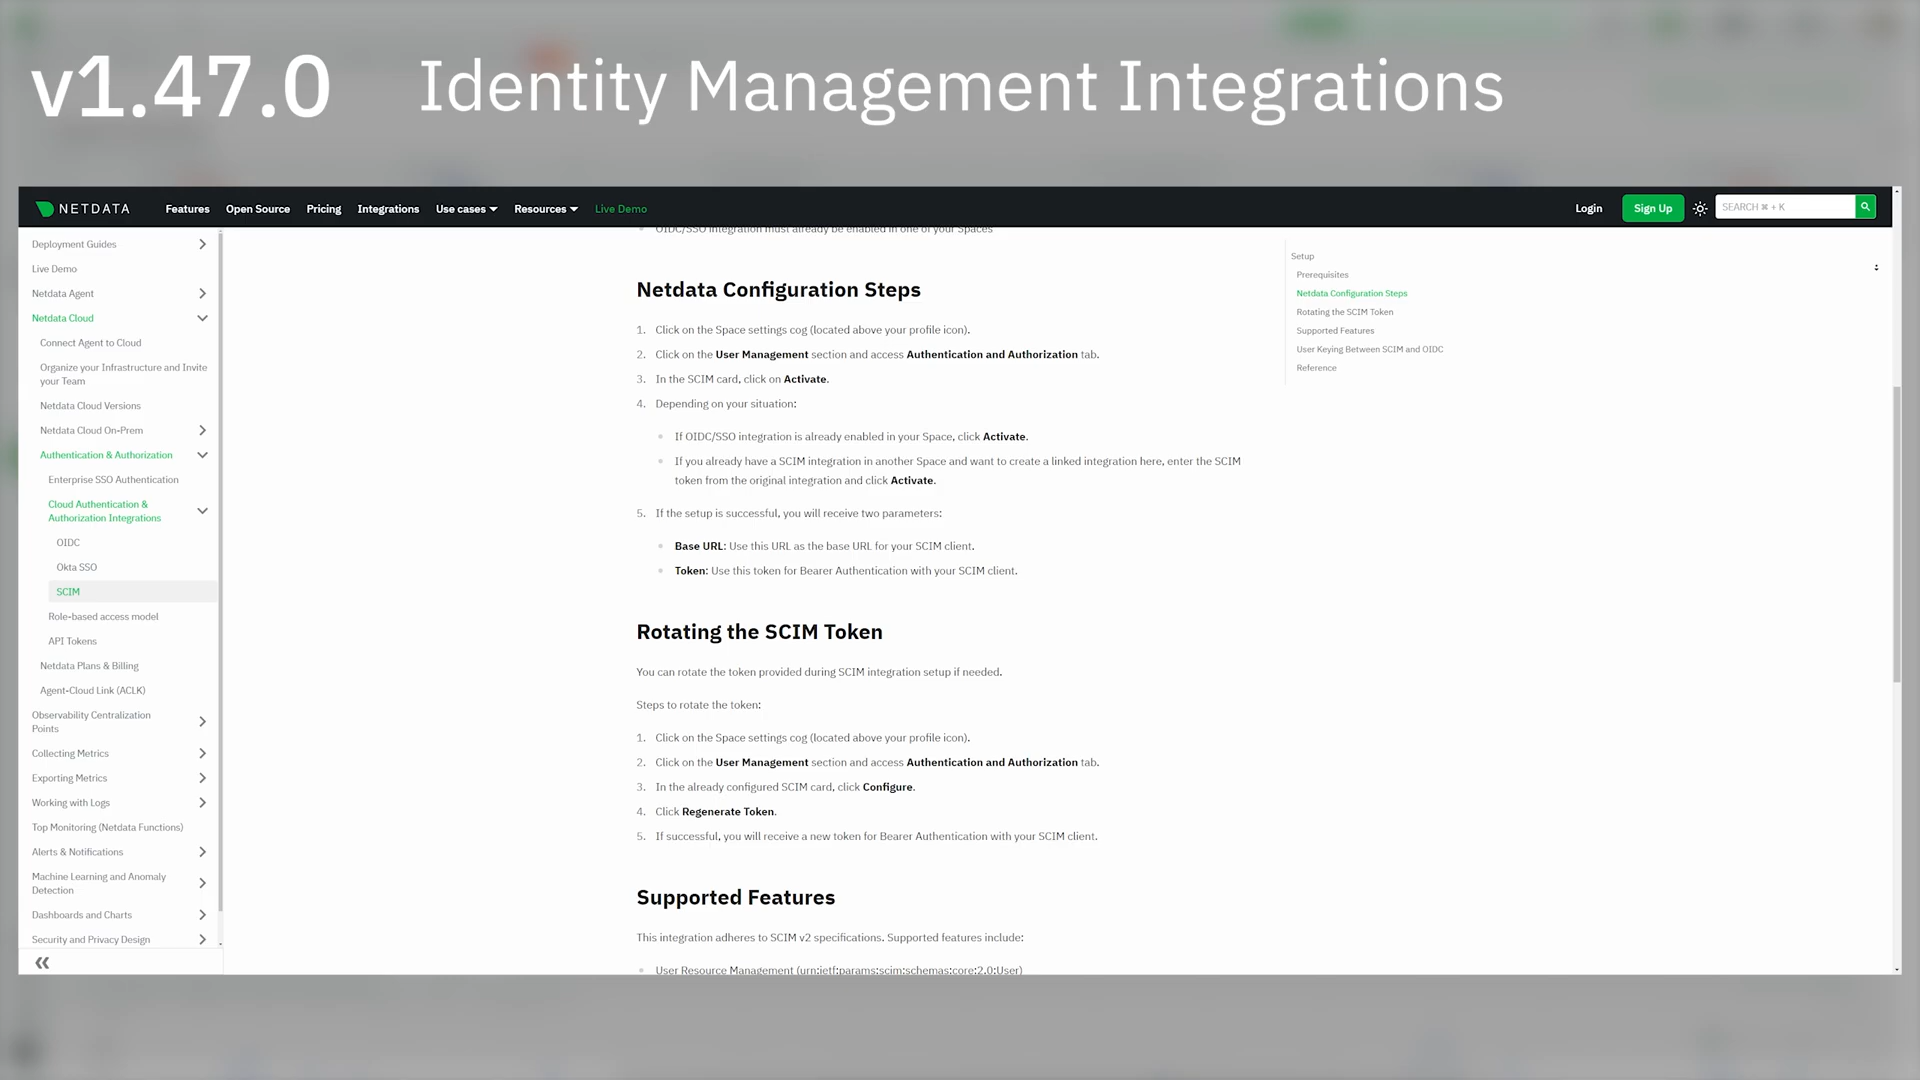 v1.47.0 Identity Management Integrations
NETDATA Features Open Source Pricing Integrations Use cases Resources Live Demo Login Sign Up SEARCH ⌘ + K
Deployment Guides
Live Demo
Netdata Agent
Netdata Cloud
Connect Agent to Cloud
Organize your Infrastructure and Invite
your Team
Netdata Cloud Versions
Netdata Cloud On-Prem
Authentication & Authorization
Enterprise SSO Authentication
Cloud Authentication &
Authorization Integrations
OIDC
Okta SSO
SCIM
Role-based access model
API Tokens
Netdata Plans & Billing
Agent-Cloud Link (ACLK)
Observability Centralization
Points
Collecting Metrics
Exporting Metrics
Working with Logs
Top Monitoring (Netdata Functions)
Alerts & Notifications
Machine Learning and Anomaly
Detection
Dashboards and Charts
Security and Privacy Design
OIDC/SSO integration must already be enabled in one of your Spaces
Netdata Configuration Steps
1. Click on the Space settings cog (located above your profile icon).
2. Click on the User Management section and access Authentication and Authorization tab.
3. In the SCIM card, click on Activate.
4. Depending on your situation:
If OIDC/SSO integration is already enabled in your Space, click Activate.
If you already have a SCIM integration in another Space and want to create a linked integration here, enter the SCIM
token from the original integration and click Activate.
5. If the setup is successful, you will receive two parameters:
Base URL: Use this URL as the base URL for your SCIM client.
Token: Use this token for Bearer Authentication with your SCIM client.
Rotating the SCIM Token
You can rotate the token provided during SCIM integration setup if needed.
Steps to rotate the token:
1. Click on the Space settings cog (located above your profile icon).
2. Click on the User Management section and access Authentication and Authorization tab.
3. In the already configured SCIM card, click Configure.
4. Click Regenerate Token.
5. If successful, you will receive a new token for Bearer Authentication with your SCIM client.
Supported Features
This integration adheres to SCIM v2 specifications. Supported features include:
User Resource Management (urn:ietf:params:scim:schemas:core:2.0:User)
Setup
Prerequisites
Netdata Configuration Steps
Rotating the SCIM Token
Supported Features
User Keying Between SCIM and OIDC
Reference